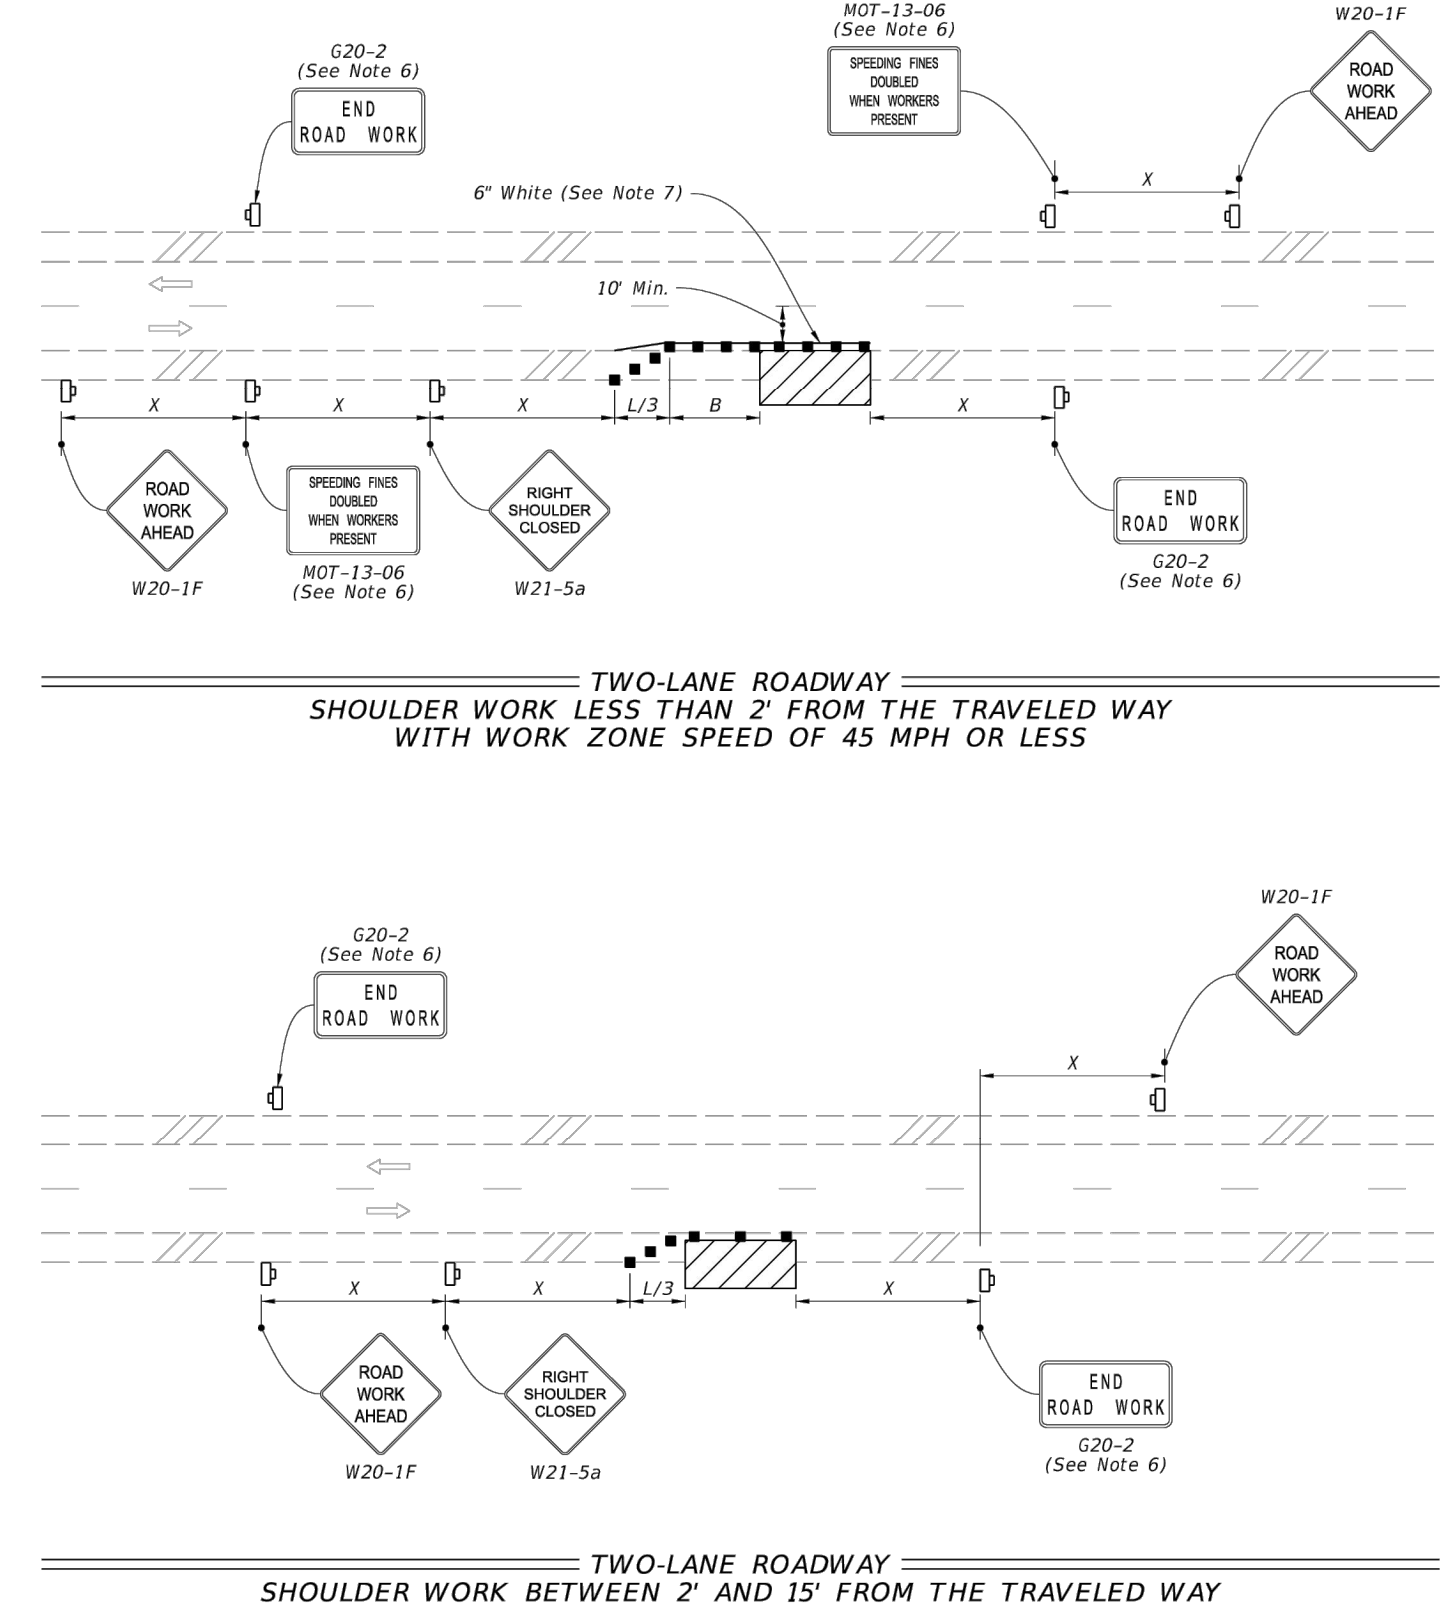 MOT-13-06
(See Note 6)
W20-1F
G20-2
(See Note 6)
SPEEDING FINES
DOUBLED
WHEN WORKERS
PRESENT
ROAD
WORK
AHEAD
END
ROAD WORK
X
6" White (See Note 7)
10' Min.
X
X
X
L/3
B
X
ROAD
WORK
AHEAD
W20-1F
SPEEDING FINES
DOUBLED
WHEN WORKERS
PRESENT
MOT-13-06
(See Note 6)
RIGHT
SHOULDER
CLOSED
W21-5a
END
ROAD WORK
G20-2
(See Note 6)
TWO-LANE ROADWAY
SHOULDER WORK LESS THAN 2' FROM THE TRAVELED WAY
WITH WORK ZONE SPEED OF 45 MPH OR LESS
W20-1F
ROAD
WORK
AHEAD
G20-2
(See Note 6)
END
ROAD WORK
X
X
X
L/3
X
ROAD
WORK
AHEAD
W20-1F
RIGHT
SHOULDER
CLOSED
W21-5a
END
ROAD WORK
G20-2
(See Note 6)
TWO-LANE ROADWAY
SHOULDER WORK BETWEEN 2' AND 15' FROM THE TRAVELED WAY